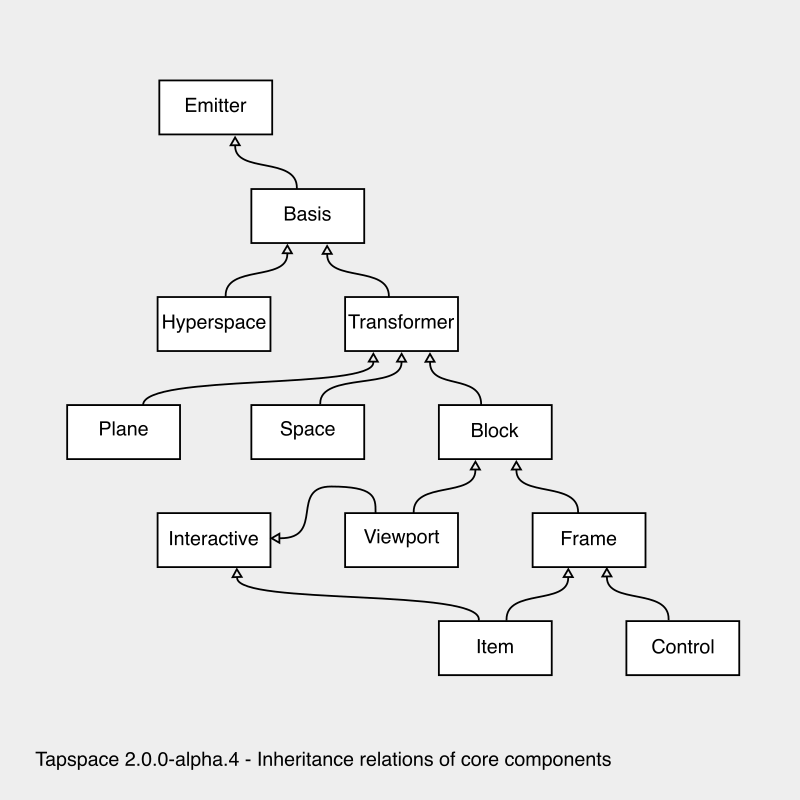 Emitter
Basis
Hyperspace
Transformer
Plane
Space
Block
Interactive
Viewport
Frame
Item
Control
Tapspace 2.0.0-alpha.4 - Inheritance relations of core components